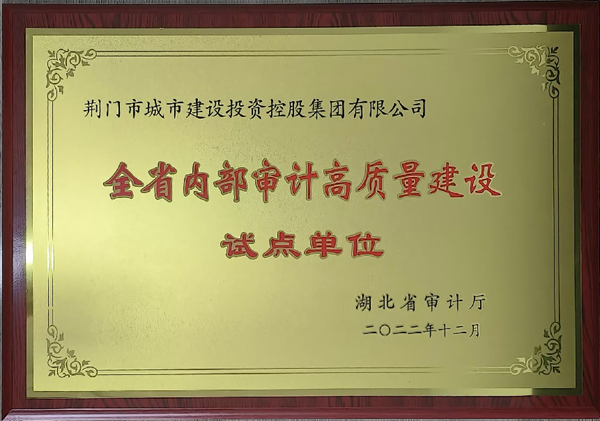 荆门市城市建设投资控股集团有限公司
全省内部审计高质量建设
试点单位
湖北省审计厅
二〇二二年十二月